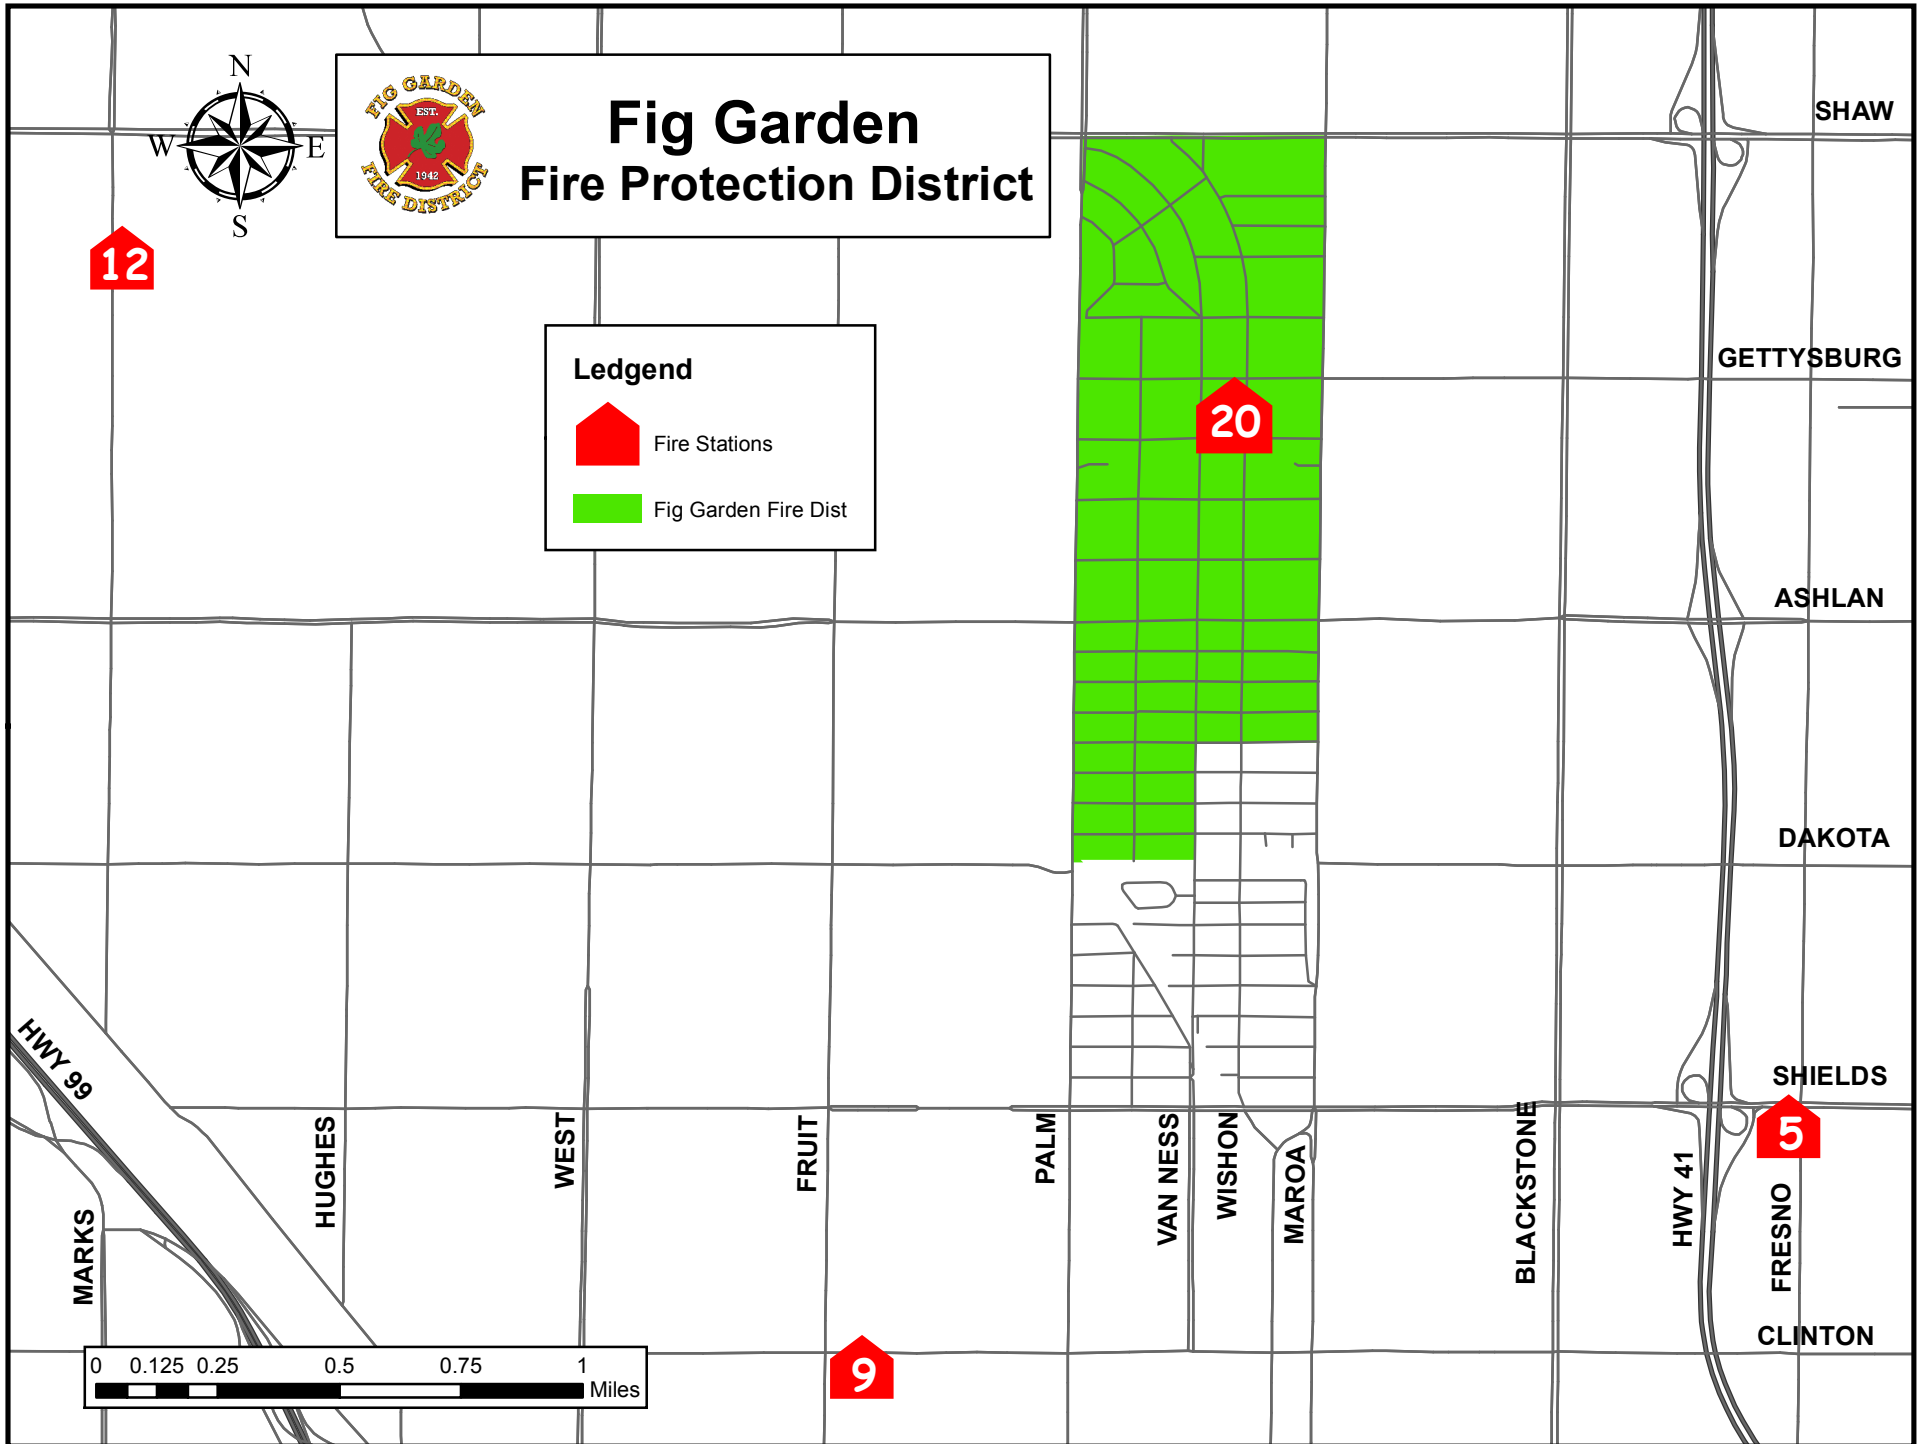 N
W
E
S
FIG GARDEN
EST.
1942
FIRE DISTRICT
Fig Garden
Fire Protection District
SHAW
12
GETTYSBURG
Ledgend
Fire Stations
Fig Garden Fire Dist
20
ASHLAN
DAKOTA
HWY 99
SHIELDS
5
MARKS
HUGHES
WEST
FRUIT
PALM
VAN NESS
WISHON
MAROA
BLACKSTONE
HWY 41
FRESNO
CLINTON
9
0 0.125 0.25 0.5 0.75 1
Miles